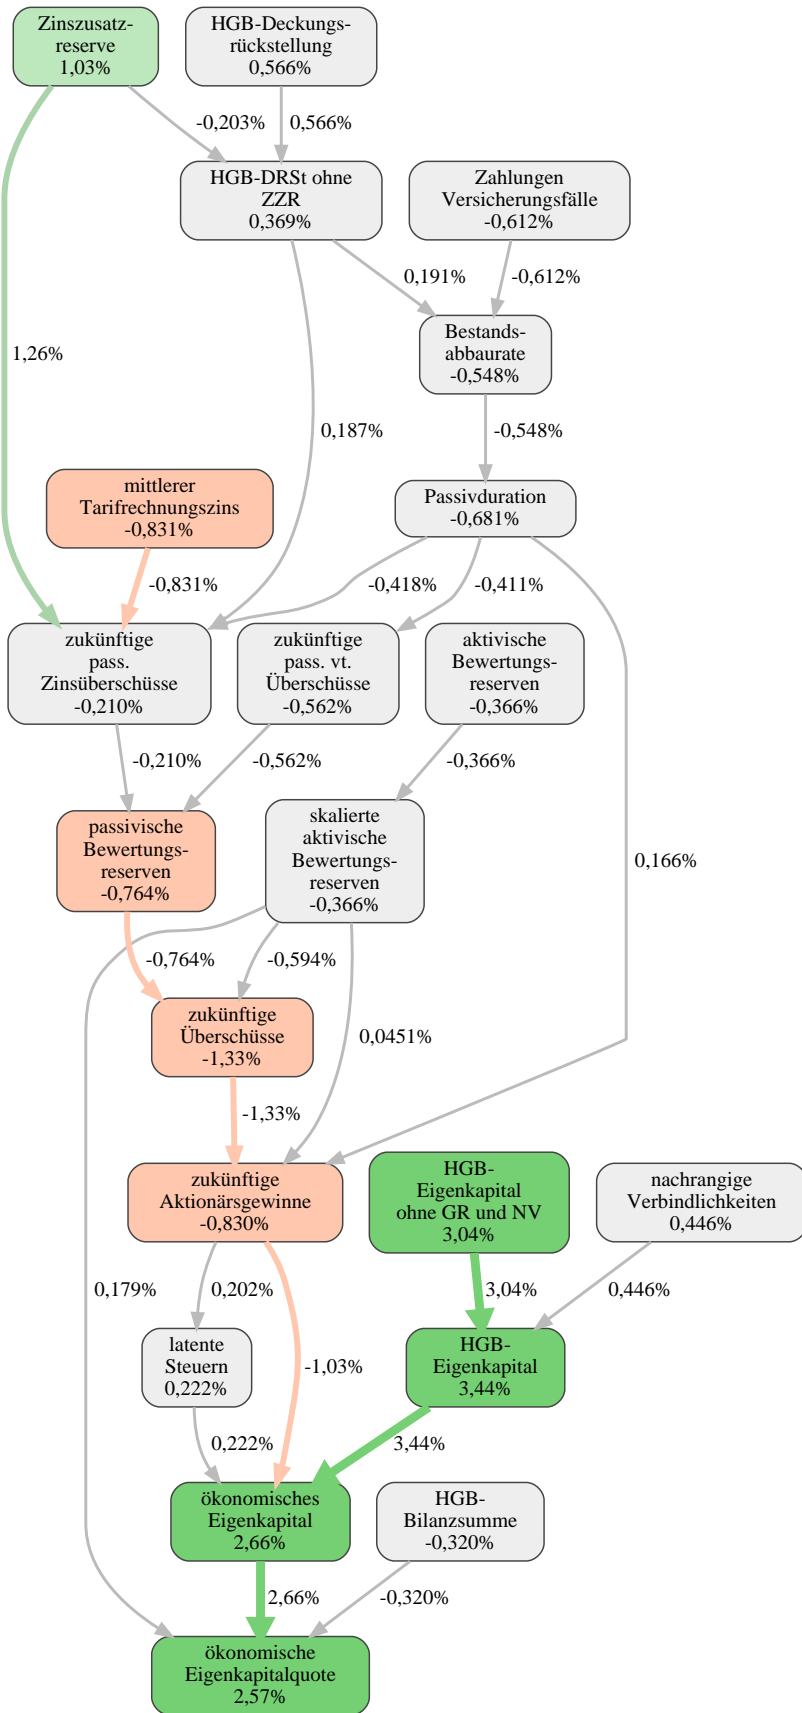 Zinszusatz-
reserve
1,03%
HGB-Deckungs-
rückstellung
0,566%
-0,203%
0,566%
HGB-DRSt ohne
ZZR
0,369%
Zahlungen
Versicherungsfälle
-0,612%
0,191%
-0,612%
Bestands-
abbaurate
-0,548%
1,26%
0,187%
-0,548%
mittlerer
Tarifrechnungszins
-0,831%
Passivduration
-0,681%
-0,831%
-0,418%
-0,411%
zukünftige
pass.
Zinsüberschüsse
-0,210%
zukünftige
pass. vt.
Überschüsse
-0,562%
aktivische
Bewertungs-
reserven
-0,366%
-0,210%
-0,562%
-0,366%
passivische
Bewertungs-
reserven
-0,764%
skalierte
aktivische
Bewertungs-
reserven
-0,366%
0,166%
-0,764%
-0,594%
zukünftige
Überschüsse
-1,33%
0,0451%
-1,33%
zukünftige
Aktionärsgewinne
-0,830%
HGB-
Eigenkapital
ohne GR und NV
3,04%
nachrangige
Verbindlichkeiten
0,446%
0,179%
0,202%
3,04%
0,446%
latente
Steuern
0,222%
-1,03%
HGB-
Eigenkapital
3,44%
0,222%
3,44%
ökonomisches
Eigenkapital
2,66%
HGB-
Bilanzsumme
-0,320%
2,66%
-0,320%
ökonomische
Eigenkapitalquote
2,57%